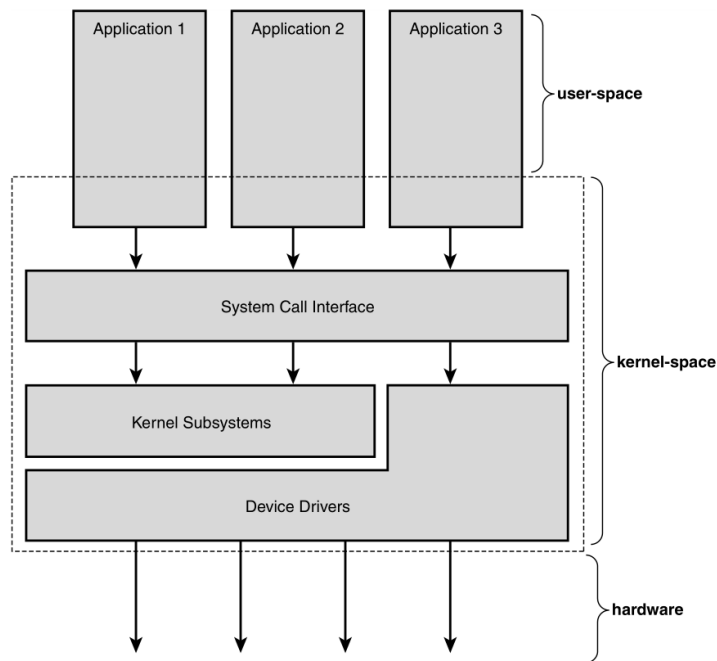 Application 1
Application 2
Application 3
user-space
System Call Interface
kernel-space
Kernel Subsystems
Device Drivers
hardware